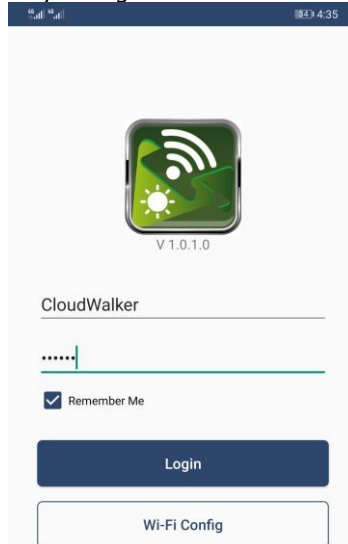 4:35
V 1.0.1.0
CloudWalker
••••••
Remember Me
Login
Wi-Fi Config